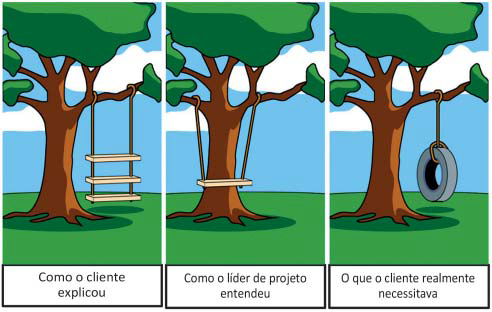 Como o cliente
explicou
Como o líder de projeto
entendeu
O que o cliente realmente
necessitava